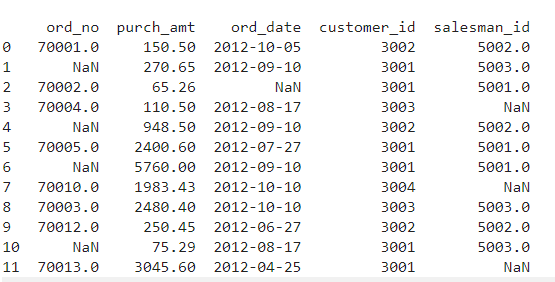 ord_no purch_amt ord_date customer_id salesman_id
0 70001.0 150.50 2012-10-05 3002 5002.0
1 NaN 270.65 2012-09-10 3001 5003.0
2 70002.0 65.26 NaN 3001 5001.0
3 70004.0 110.50 2012-08-17 3003 NaN
4 NaN 948.50 2012-09-10 3002 5002.0
5 70005.0 2400.60 2012-07-27 3001 5001.0
6 NaN 5760.00 2012-09-10 3001 5001.0
7 70010.0 1983.43 2012-10-10 3004 NaN
8 70003.0 2480.40 2012-10-10 3003 5003.0
9 70012.0 250.45 2012-06-27 3002 5002.0
10 NaN 75.29 2012-08-17 3001 5003.0
11 70013.0 3045.60 2012-04-25 3001 NaN